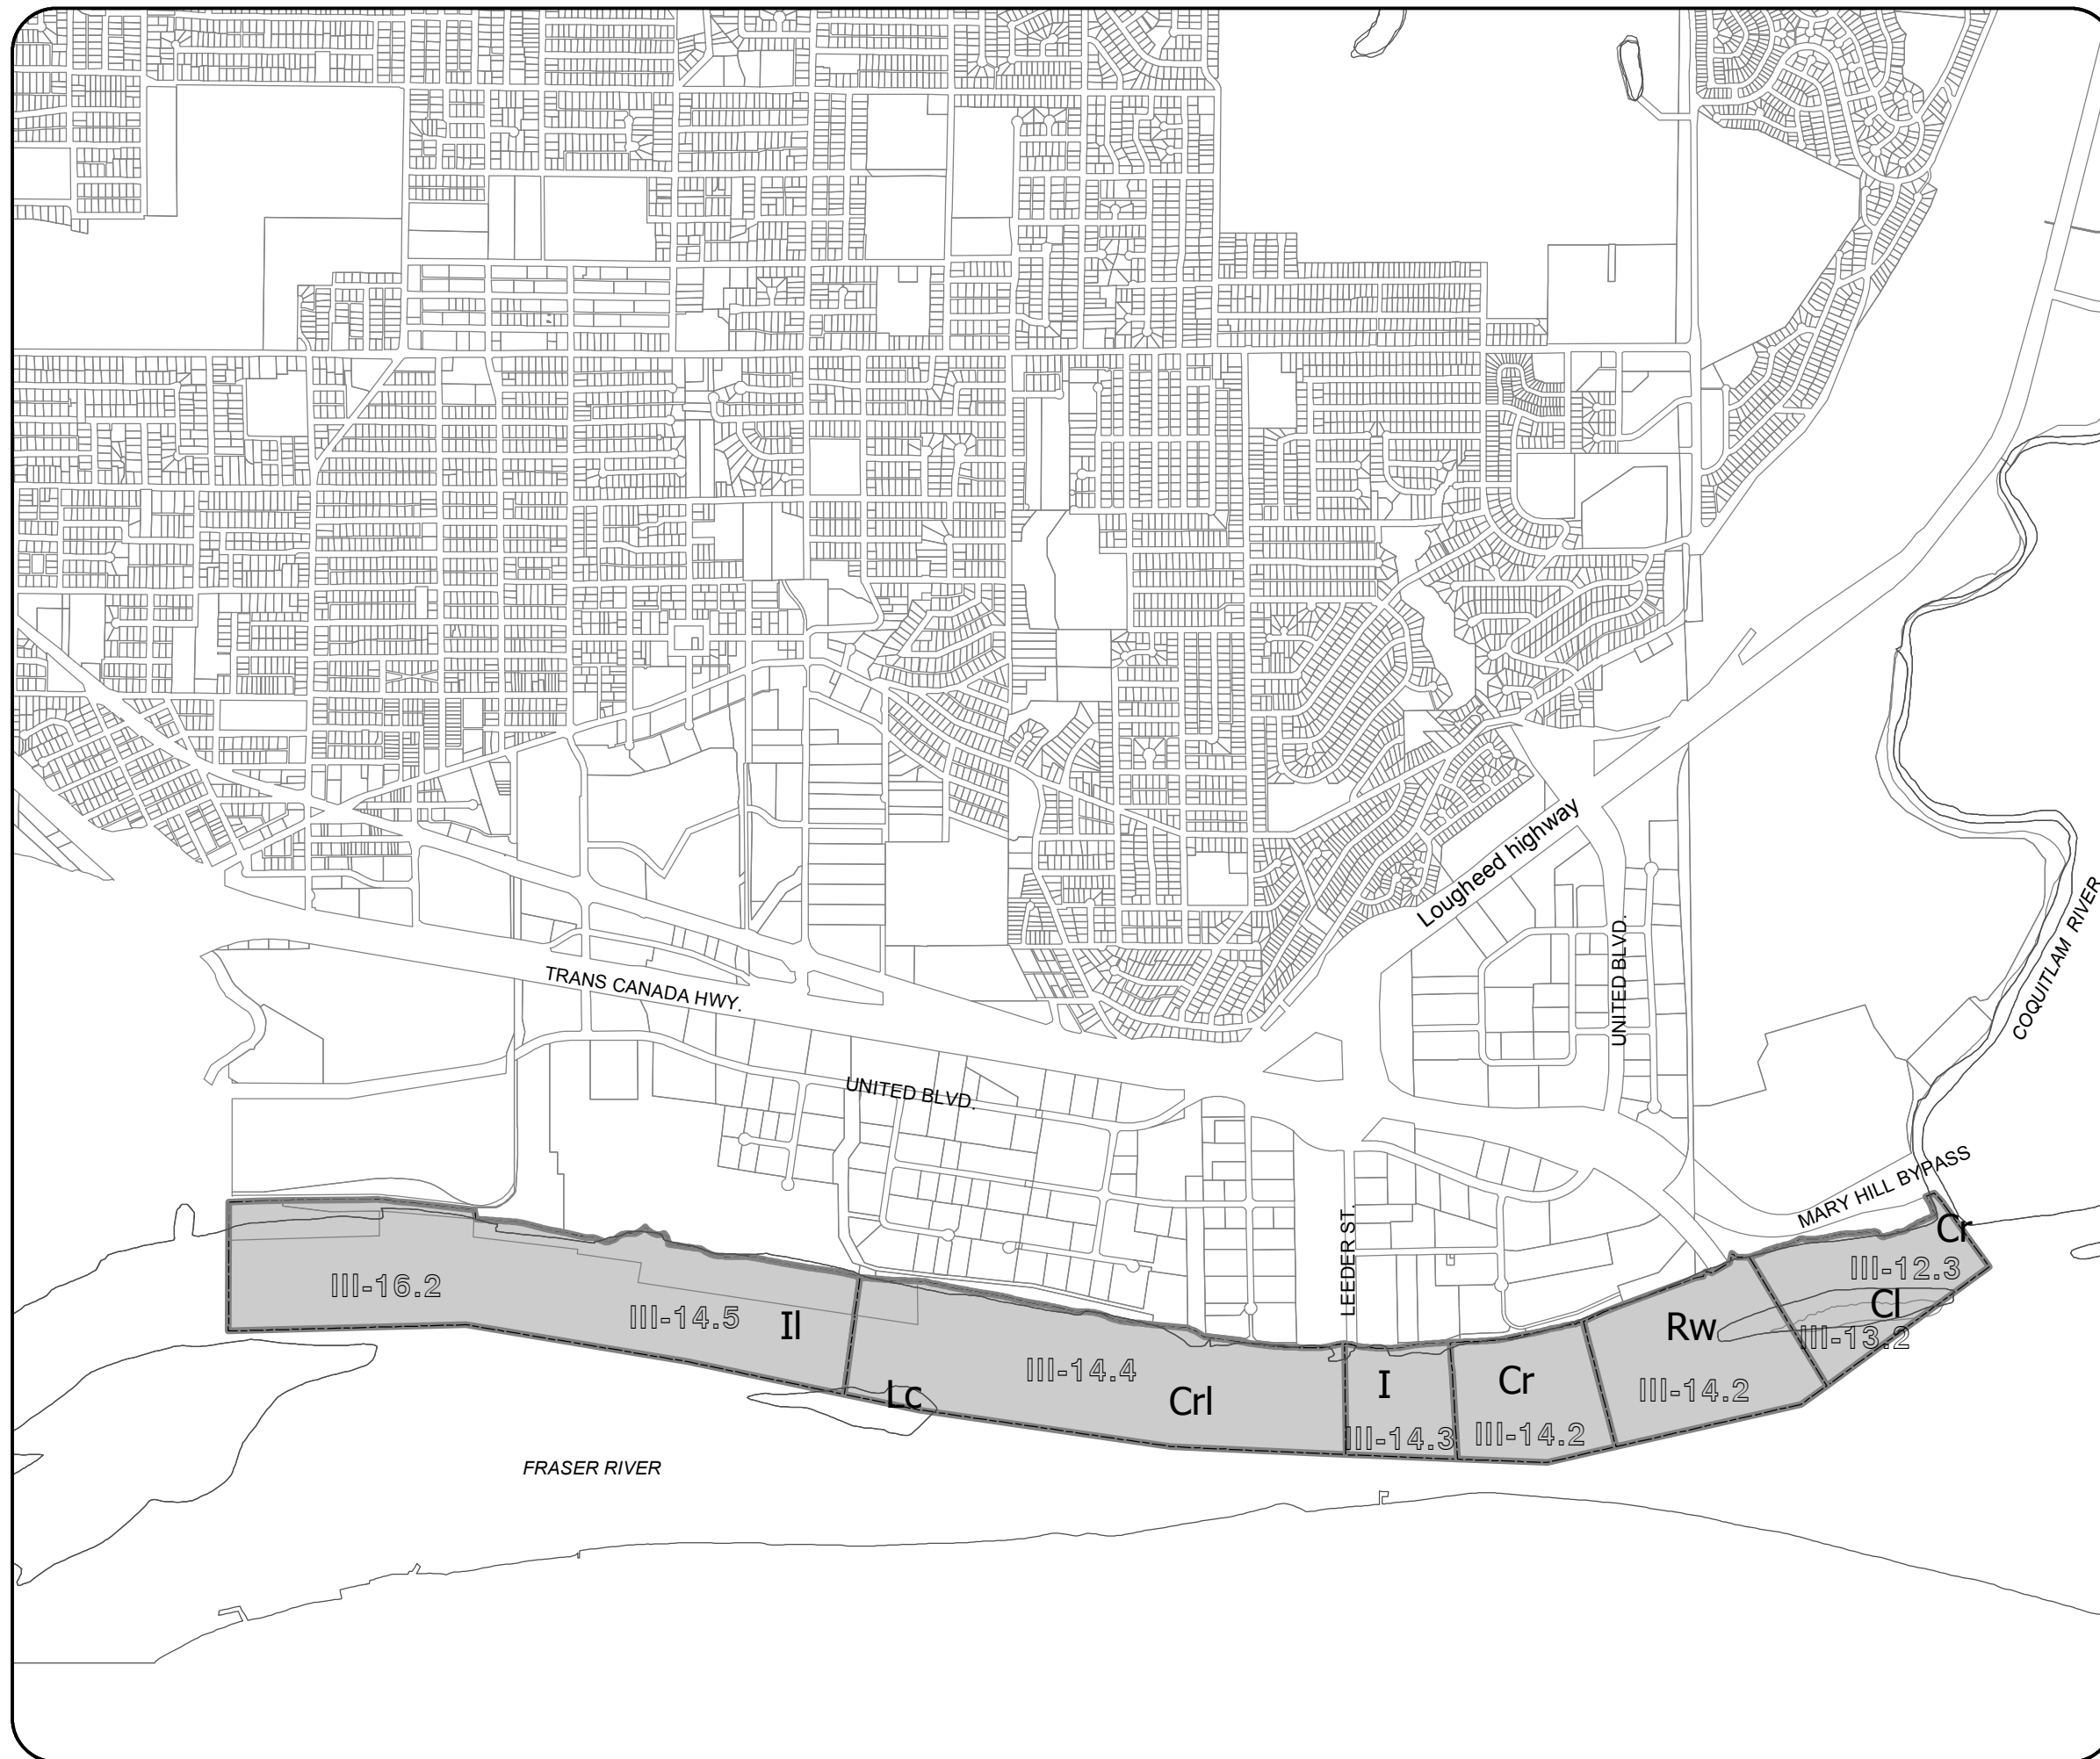 Lougheed highway
UNITED BLVD.
COQUITLAM RIVER
TRANS CANADA HWY.
UNITED BLVD.
MARY HILL BYPASS
LEEDER ST.
Cr
III-12.3
III-16.2
III-14.5
Il
Cl
Rw
III-13.2
III-14.4
Lc
Crl
I
Cr
III-14.2
III-14.3
III-14.2
FRASER RIVER